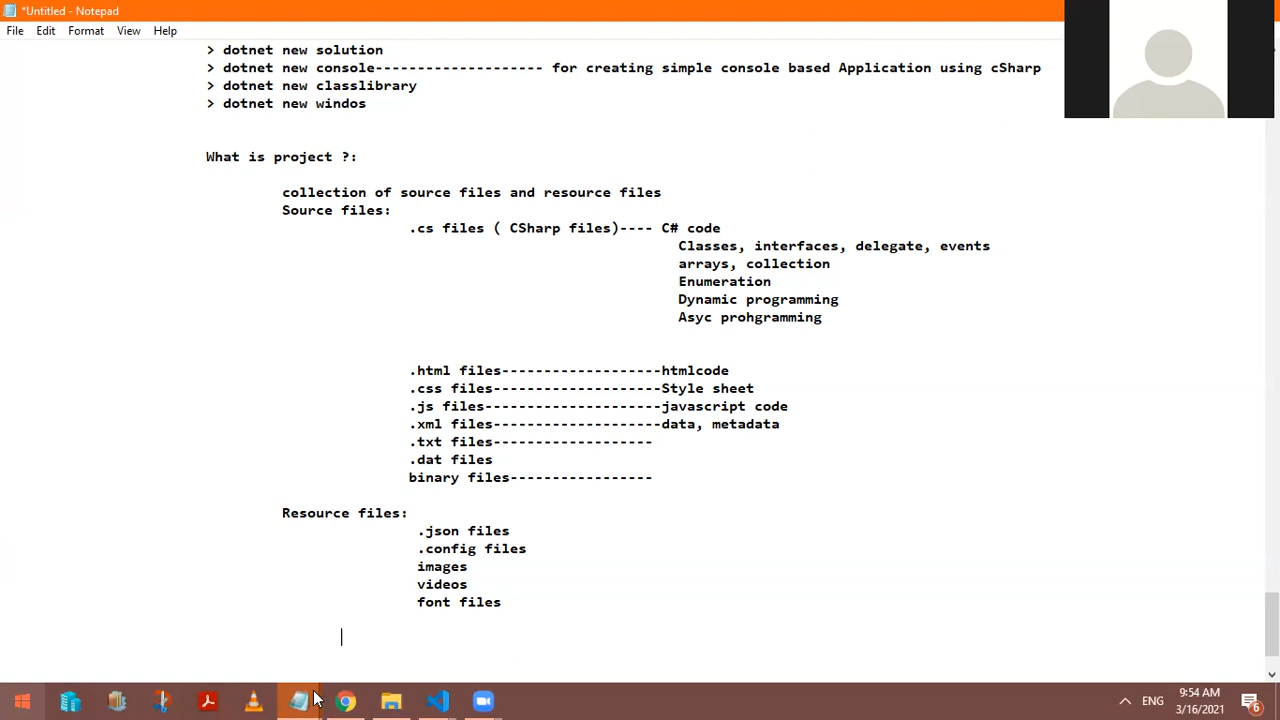 *Untitled - Notepad
File Edit Format View Help
> dotnet new solution
> dotnet new console-------------------- for creating simple console based Application using cSharp
> dotnet new classlibrary
> dotnet new windos
What is project ?:
collection of source files and resource files
Source files:
.cs files ( CSharp files)---- C# code
Classes, interfaces, delegate, events
arrays, collection
Enumeration
Dynamic programming
Asyc prohgramming
.html files-------------------htmlcode
.css files--------------------Style sheet
.js files---------------------javascript code
.xml files--------------------data, metadata
.txt files-------------------
.dat files
binary files-----------------
Resource files:
.json files
.config files
images
videos
font files
ENG
9:54 AM
3/16/2021
6